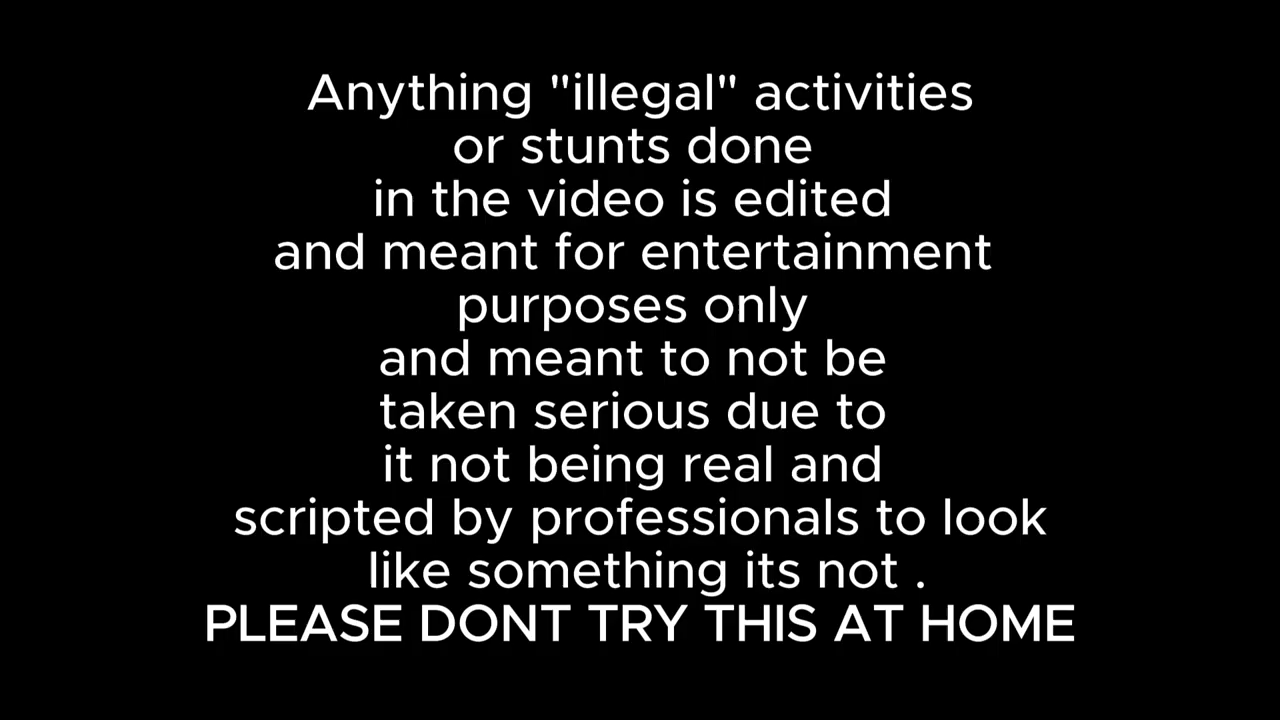 Anything "illegal" activities
or stunts done
in the video is edited
and meant for entertainment
purposes only
and meant to not be
taken serious due to
it not being real and
scripted by professionals to look
like something its not .
PLEASE DONT TRY THIS AT HOME